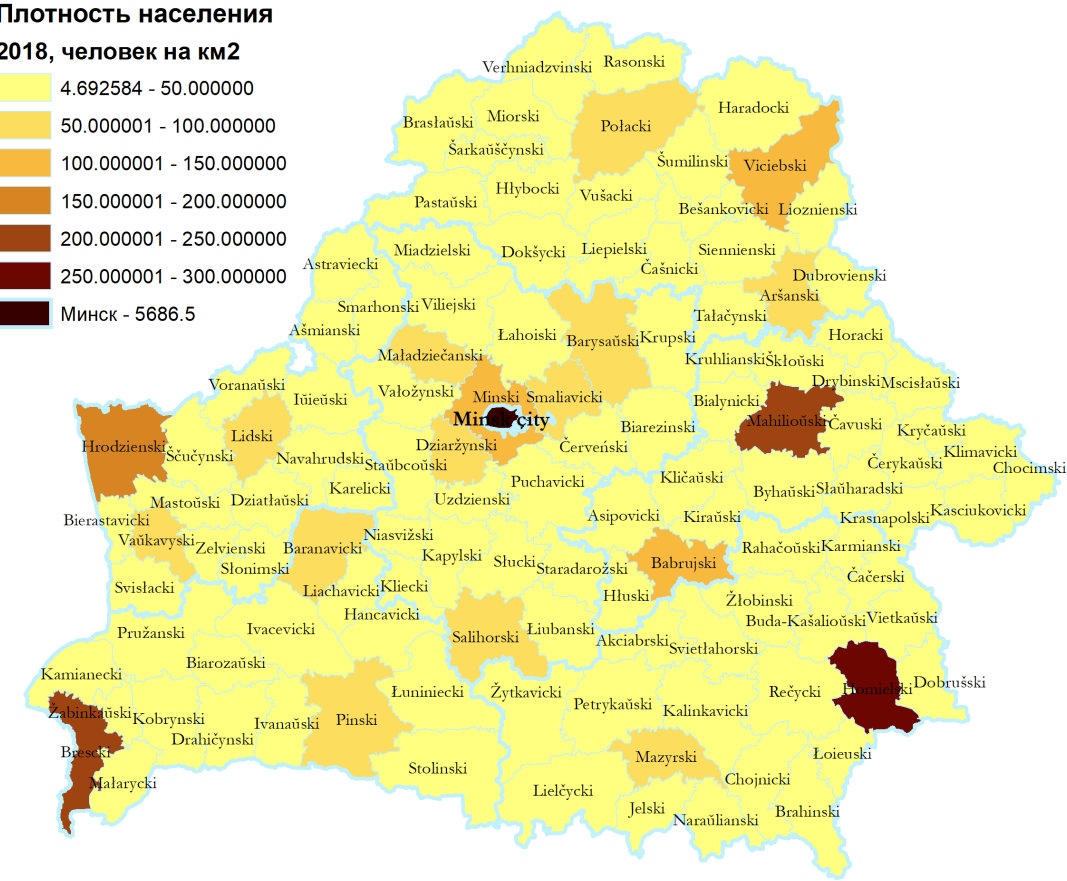 Плотность населения
2018, человек на км2
4.692584 - 50.000000
50.000001 - 100.000000
100.000001 - 150.000000
150.000001 - 200.000000
200.000001 - 250.000000
250.000001 - 300.000000
Минск - 5686.5
Verhniadzvinski
Rasonski
Haradocki
Miorski
Brasłaŭski
Połacki
Šarkaŭščynski
Šumilinski
Viciebski
Hłybocki
Vušacki
Pastaŭski
Bešankovicki
Lioznienski
Miadzielski
Dokšycki
Liepielski
Siennienski
Astraviecki
Čašnicki
Dubrovienski
Aršanski
Smarhonski
Viliejski
Tałačynski
Ašmianski
Łahoiski
Barysaŭski
Krupski
Horacki
Maładziečanski
Kruhlianski
Škłoŭski
Voranaŭski
Iŭieŭski
Vałožynski
Minski
Smaliavicki
Drybinski
Mscisłaŭski
Bialynicki
Minsk city
Mahilioŭski
Čavuski
Biarezinski
Kryčaŭski
Lidski
Hrodzienski
Dziaržynski
Červeński
Klimavicki
Ščučynski
Navahrudski
Staŭbcoŭski
Čerykaŭski
Chocimski
Karelicki
Puchavicki
Kličaŭski
Mastoŭski
Dziatłaŭski
Uzdzienski
Byhaŭski
Słaŭharadski
Kasciukovicki
Bierastavicki
Asipovicki
Kiraŭski
Krasnapolski
Vaŭkavyski
Zelvienski
Baranavicki
Niasvižski
Rahačoŭski
Karmianski
Kapylski
Słucki
Staradarožski
Babrujski
Słonimski
Čačerski
Svisłacki
Liachavicki
Kliecki
Hłuski
Žłobinski
Hancavicki
Buda-Kašalioŭski
Vietkaŭski
Pružanski
Ivacevicki
Salihorski
Liubanski
Akciabrski
Svietłahorski
Biarozaŭski
Kamianecki
Homielski
Dobrušski
Łuniniecki
Žytkavicki
Rečycki
Petrykaŭski
Žabinkaŭski
Kobrynski
Ivanaŭski
Pinski
Kalinkavicki
Drahičynski
Brescki
Łoieuski
Mazyrski
Stolinski
Małarycki
Chojnicki
Lielčycki
Jelski
Naraŭlianski
Brahinski